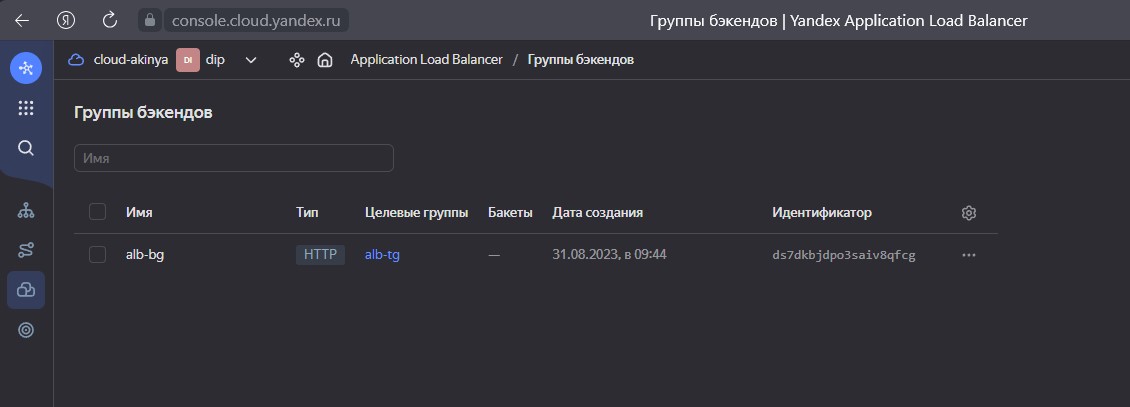 Я console.cloud.yandex.ru Группы бэкендов | Yandex Application Load Balancer
cloud-akinya DI dip Application Load Balancer / Группы бэкендов
Группы бэкендов
Имя
Имя Тип Целевые группы Бакеты Дата создания Идентификатор
alb-bg HTTP alb-tg — 31.08.2023, в 09:44 ds7dkbjdpo3saiv8qfcg